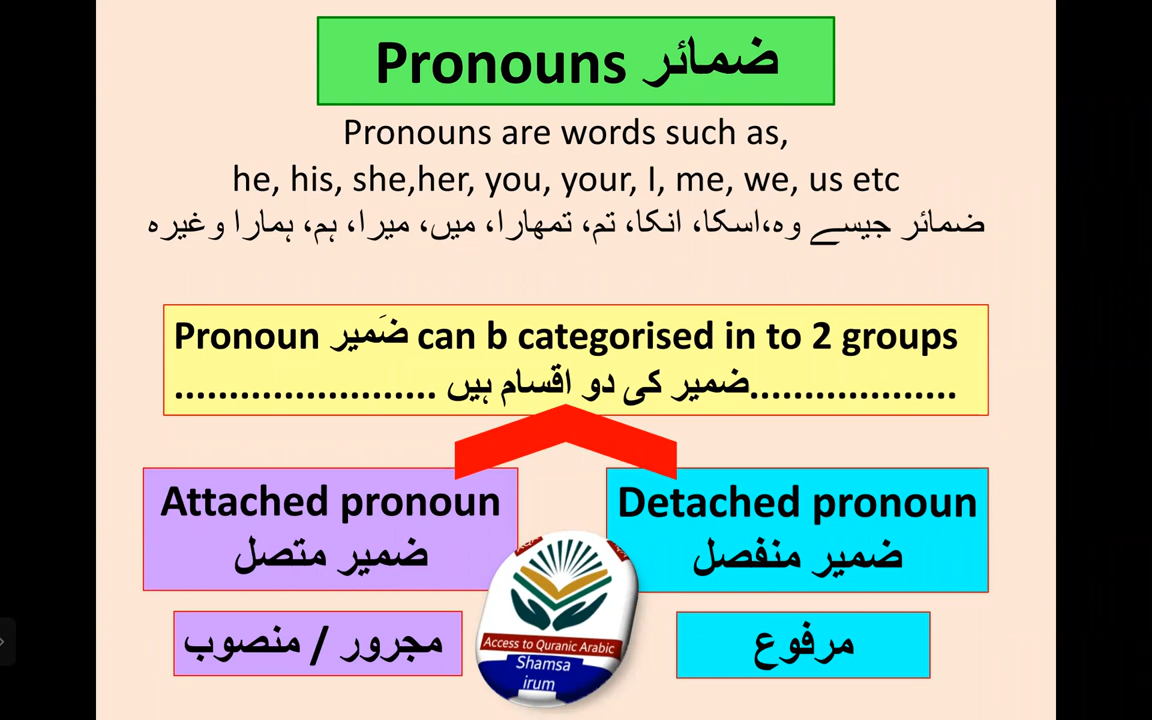 Pronouns ضمائر
Pronouns are words such as,
he, his, she,her, you, your, I, me, we, us etc
ضمائر جیسے وہ،اسکا، انکا، تم، تمھارا، میں، میرا، ہم، ہمارا وغیرہ
Pronoun ضَمیر can b categorised in to 2 groups
........................ ضمیر کی دو اقسام ہیں...................
Attached pronoun
ضمیر متصل
Detached pronoun
ضمیر منفصل
مجرور / منصوب
مرفوع
Access to Quranic Arabic
Shamsa
irum